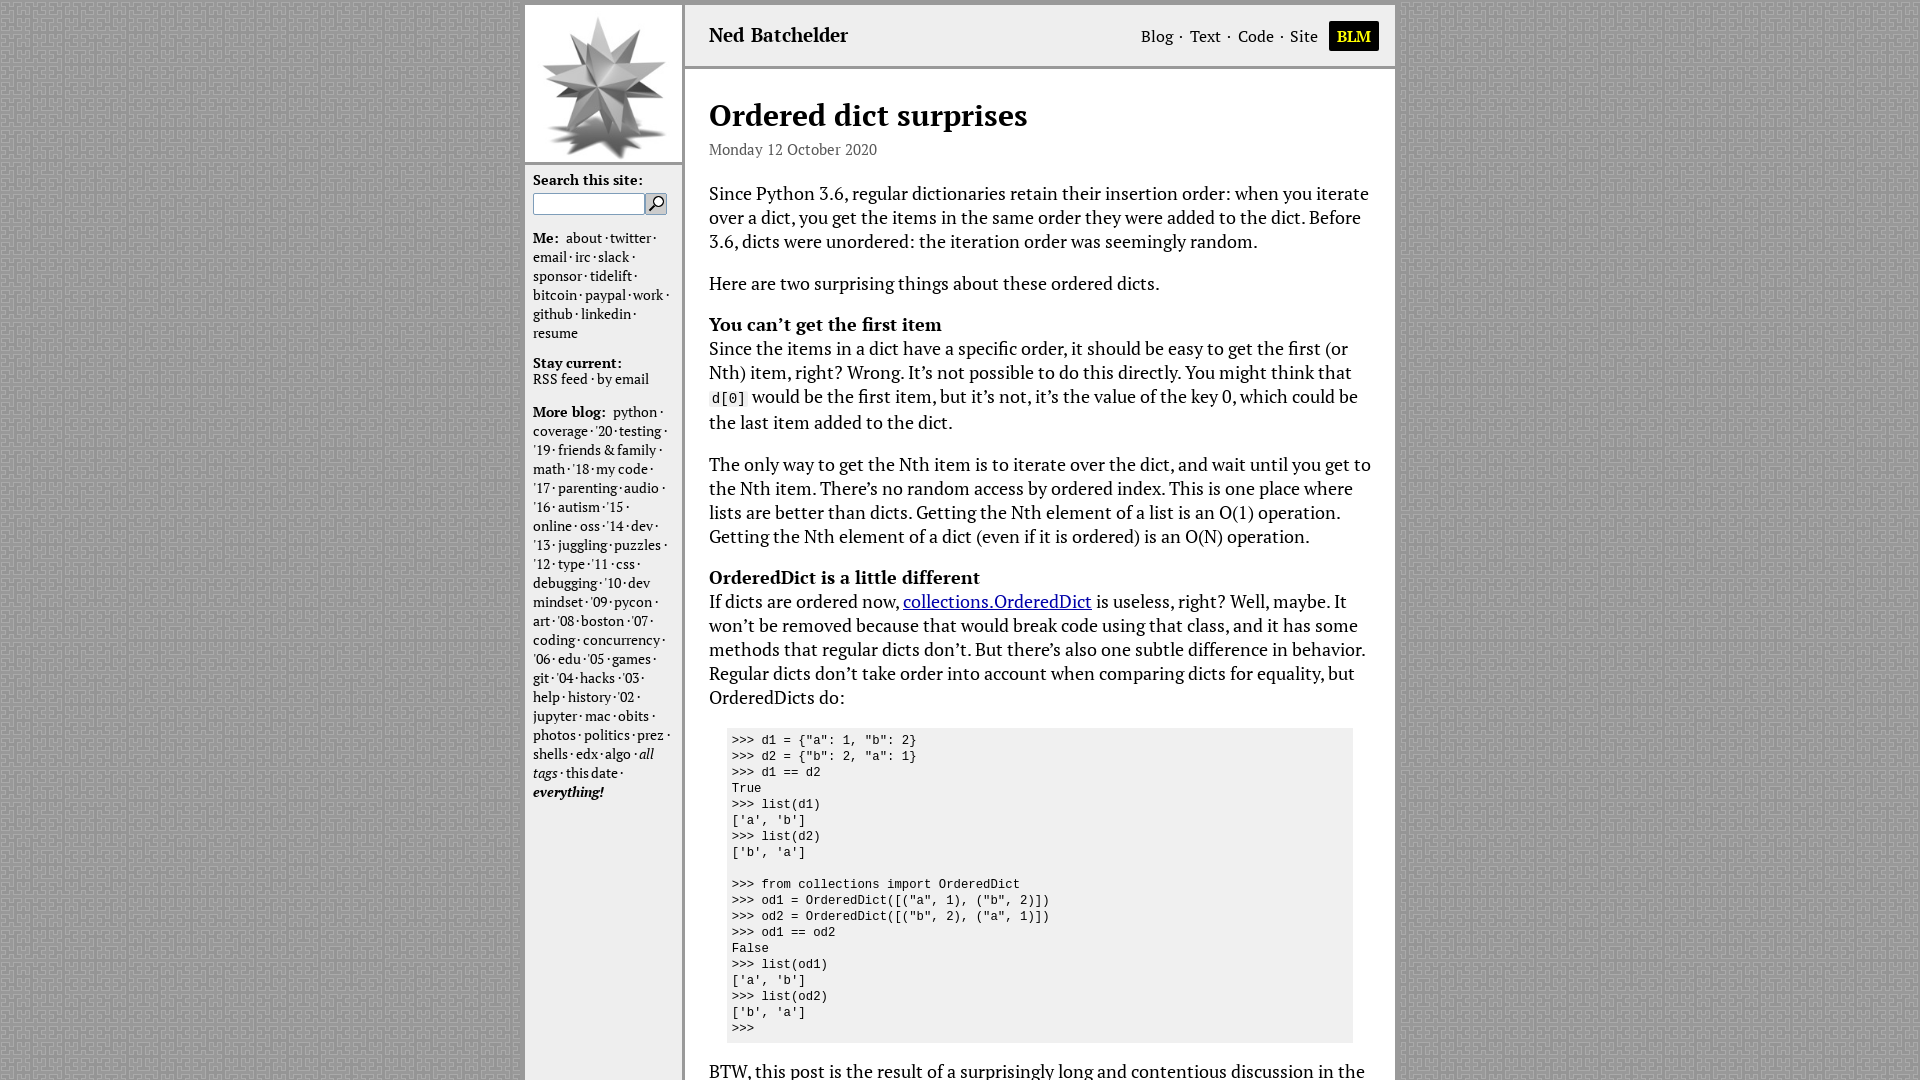 Ned Batchelder
Blog · Text · Code · Site BLM
Search this site:
Me: about · twitter ·
email · irc · slack ·
sponsor · tidelift ·
bitcoin · paypal · work ·
github · linkedin ·
resume
Stay current:
RSS feed · by email
More blog: python ·
coverage · '20 · testing ·
'19 · friends & family ·
math · '18 · my code ·
'17 · parenting · audio ·
'16 · autism · '15 ·
online · oss · '14 · dev ·
'13 · juggling · puzzles ·
'12 · type · '11 · css ·
debugging · '10 · dev
mindset · '09 · pycon ·
art · '08 · boston · '07 ·
coding · concurrency ·
'06 · edu · '05 · games ·
git · '04 · hacks · '03 ·
help · history · '02 ·
jupyter · mac · obits ·
photos · politics · prez ·
shells · edx · algo · all
tags · this date ·
everything!
Ordered dict surprises
Monday 12 October 2020
Since Python 3.6, regular dictionaries retain their insertion order: when you iterate
over a dict, you get the items in the same order they were added to the dict. Before
3.6, dicts were unordered: the iteration order was seemingly random.
Here are two surprising things about these ordered dicts.
You can’t get the first item
Since the items in a dict have a specific order, it should be easy to get the first (or
Nth) item, right? Wrong. It’s not possible to do this directly. You might think that
d[0] would be the first item, but it’s not, it’s the value of the key 0, which could be
the last item added to the dict.
The only way to get the Nth item is to iterate over the dict, and wait until you get to
the Nth item. There’s no random access by ordered index. This is one place where
lists are better than dicts. Getting the Nth element of a list is an O(1) operation.
Getting the Nth element of a dict (even if it is ordered) is an O(N) operation.
OrderedDict is a little different
If dicts are ordered now, collections.OrderedDict is useless, right? Well, maybe. It
won’t be removed because that would break code using that class, and it has some
methods that regular dicts don’t. But there’s also one subtle difference in behavior.
Regular dicts don’t take order into account when comparing dicts for equality, but
OrderedDicts do:
>>> d1 = {"a": 1, "b": 2}
>>> d2 = {"b": 2, "a": 1}
>>> d1 == d2
True
>>> list(d1)
['a', 'b']
>>> list(d2)
['b', 'a']
>>> from collections import OrderedDict
>>> od1 = OrderedDict([("a", 1), ("b", 2)])
>>> od2 = OrderedDict([("b", 2), ("a", 1)])
>>> od1 == od2
False
>>> list(od1)
['a', 'b']
>>> list(od2)
['b', 'a']
>>>
BTW, this post is the result of a surprisingly long and contentious discussion in the